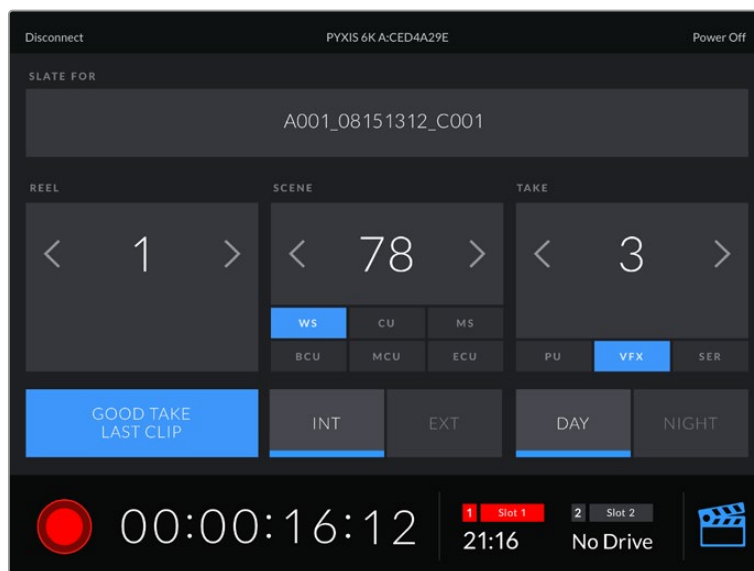 Disconnect PYXIS 6K A:CED4A29E Power Off
SLATE FOR
A001_08151312_C001
REEL SCENE TAKE
1 78 3
WS CU MS
BCU MCU ECU PU VFX SER
GOOD TAKE
LAST CLIP
INT EXT DAY NIGHT
00:00:16:12
1 Slot 1 2 Slot 2
21:16 No Drive